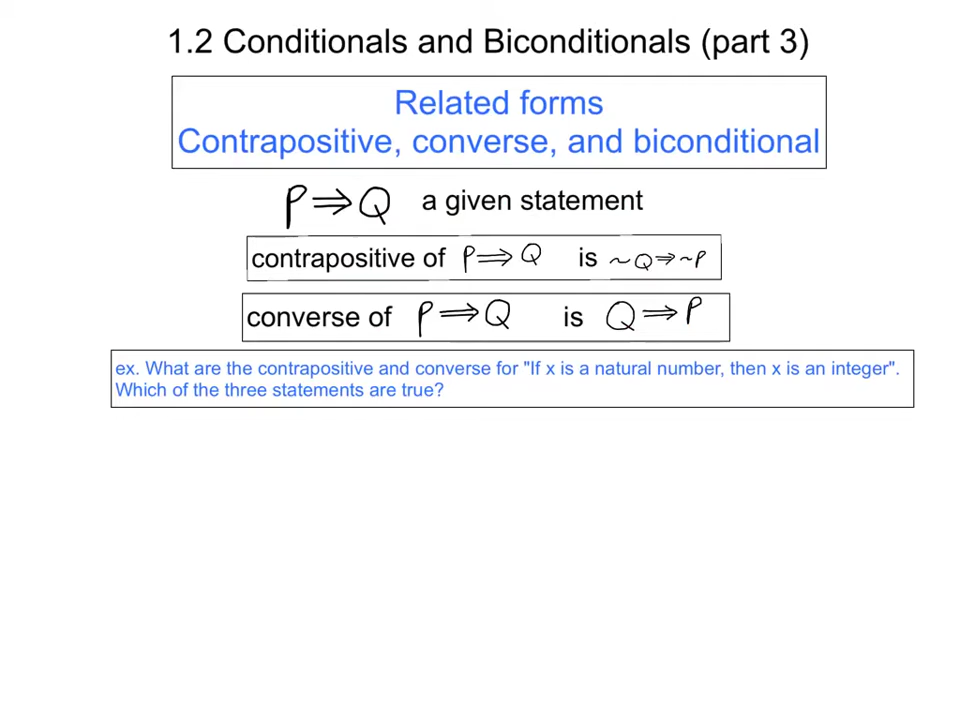 1.2 Conditionals and Biconditionals (part 3)
Related forms
Contrapositive, converse, and biconditional
P ⇒ Q a given statement
contrapositive of P ⇒ Q is ~Q ⇒ ~P
converse of P ⇒ Q is Q ⇒ P
ex. What are the contrapositive and converse for "If x is a natural number, then x is an integer".
Which of the three statements are true?